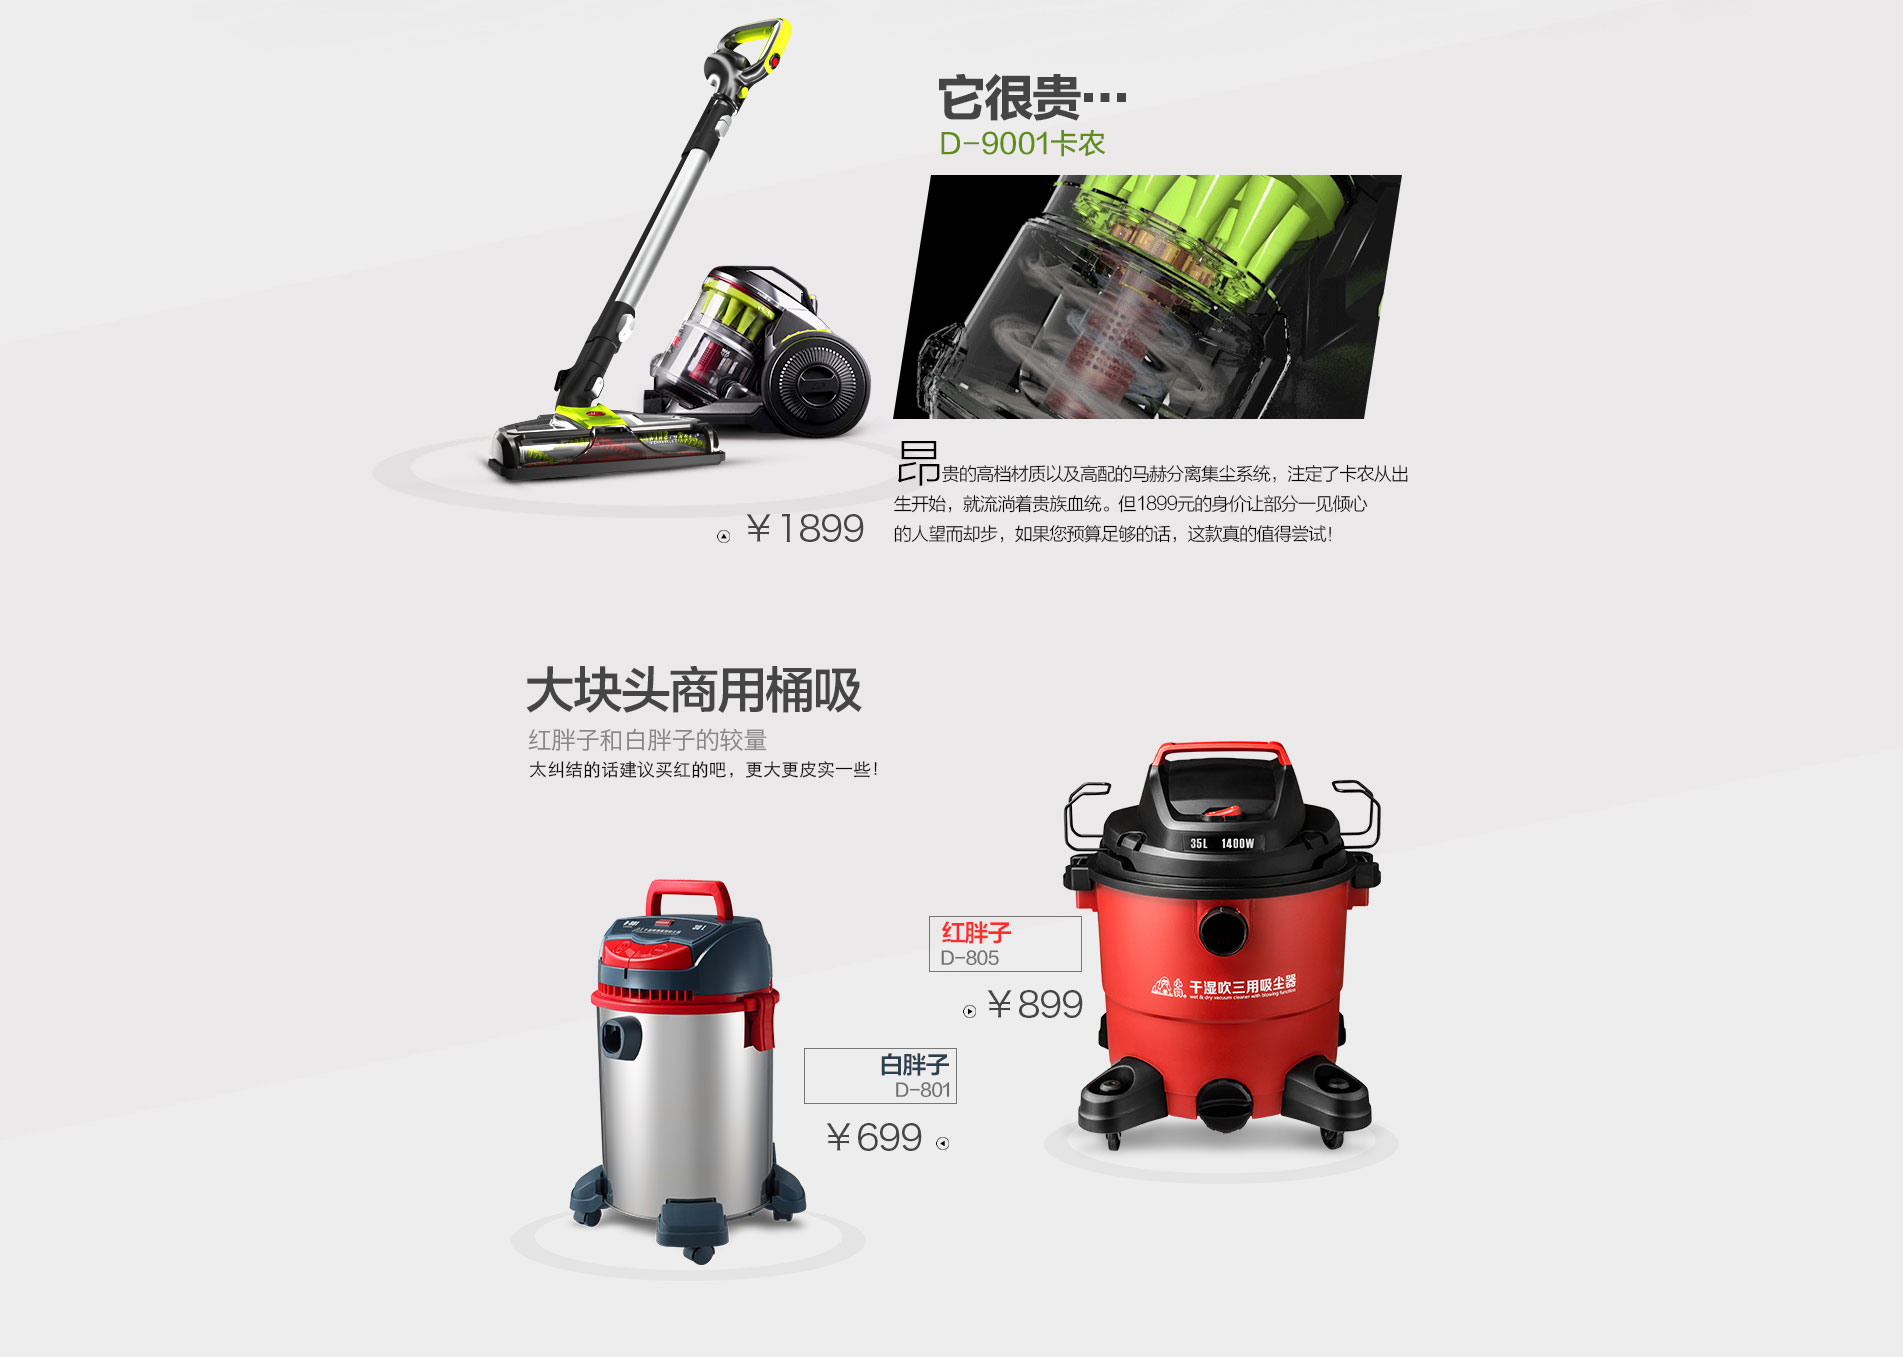 它很贵…
D-9001卡农
昂贵的高档材质以及高配的马赫分离集尘系统，注定了卡农从出
生开始，就流淌着贵族血统。但1899元的身价让部分一见倾心
的人望而却步，如果您预算足够的话，这款真的值得尝试！
￥1899
大块头商用桶吸
红胖子和白胖子的较量
太纠结的话建议买红的吧，更大更皮实一些！
35L 1400W
红胖子
D-805
￥899
干湿吹三用吸尘器
wet & dry vacuum cleaner with blowing function
白胖子
D-801
￥699